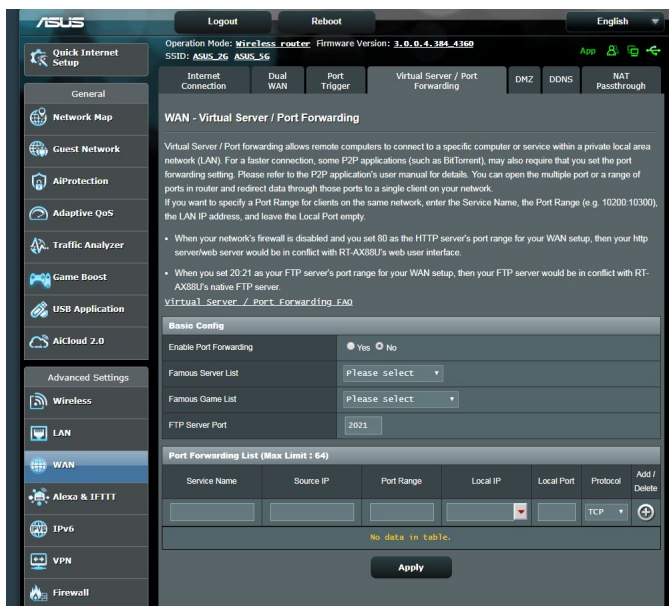 ASUS
Logout
Reboot
English
Quick Internet
Setup
Operation Mode: Wireless router Firmware Version: 3.0.0.4.384_4360
SSID: ASUS_2G ASUS_5G
App
Internet
Connection
Dual
WAN
Port
Trigger
Virtual Server / Port
Forwarding
DMZ
DDNS
NAT
Passthrough
General
Network Map
Guest Network
AiProtection
Adaptive QoS
Traffic Analyzer
Game Boost
USB Application
AiCloud 2.0
Advanced Settings
Wireless
LAN
WAN
Alexa & IFTTT
IPv6
VPN
Firewall
WAN - Virtual Server / Port Forwarding
Virtual Server / Port forwarding allows remote computers to connect to a specific computer or service within a private local area
network (LAN). For a faster connection, some P2P applications (such as BitTorrent), may also require that you set the port
forwarding setting. Please refer to the P2P application's user manual for details. You can open the multiple port or a range of
ports in router and redirect data through those ports to a single client on your network.
If you want to specify a Port Range for clients on the same network, enter the Service Name, the Port Range (e.g. 10200:10300),
the LAN IP address, and leave the Local Port empty.
• When your network's firewall is disabled and you set 80 as the HTTP server's port range for your WAN setup, then your http
server/web server would be in conflict with RT-AX88U's web user interface.
• When you set 20:21 as your FTP server's port range for your WAN setup, then your FTP server would be in conflict with RT-
AX88U's native FTP server.
Virtual Server / Port Forwarding FAQ
Basic Config
Enable Port Forwarding
Yes No
Famous Server List
Please select
Famous Game List
Please select
FTP Server Port
2021
Port Forwarding List (Max Limit : 64)
Service Name
Source IP
Port Range
Local IP
Local Port
Protocol
Add /
Delete
TCP
No data in table.
Apply